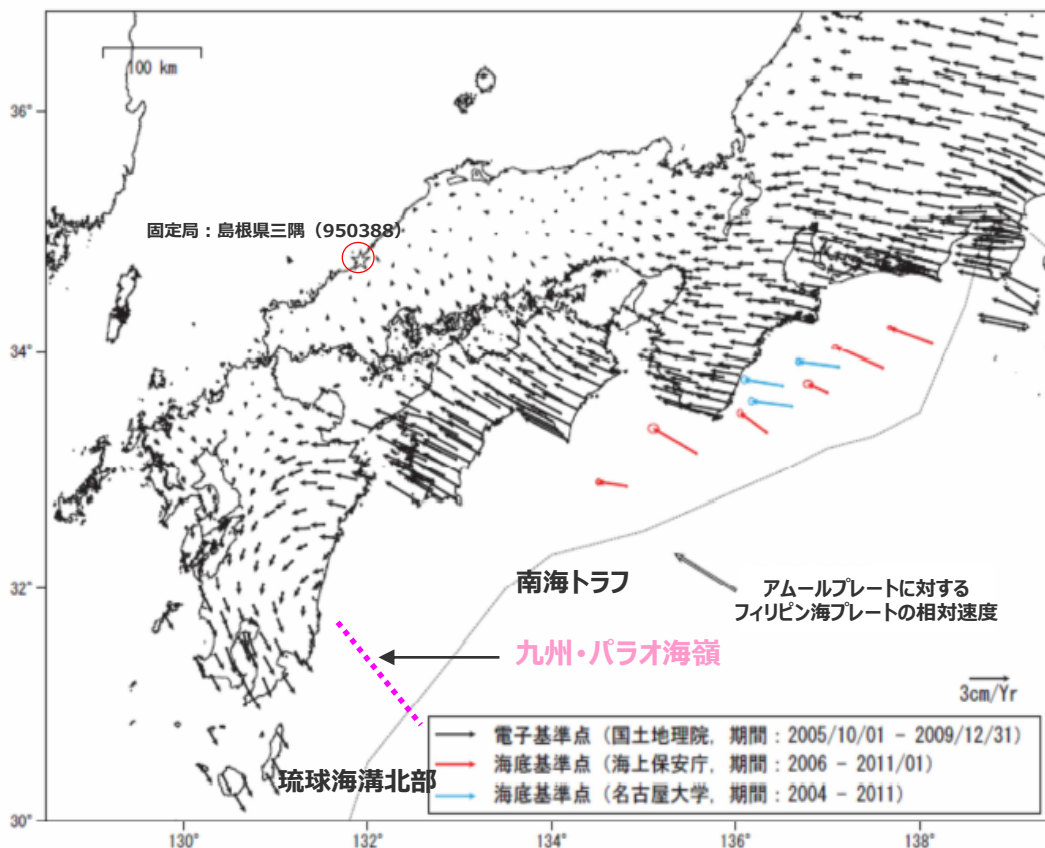 100 km
36°
固定局：島根県三隅（950388）
34°
32°
南海トラフ
アムールプレートに対する
フィリピン海プレートの相対速度
九州・パラオ海嶺
3cm/Yr
電子基準点（国土地理院, 期間：2005/10/01 - 2009/12/31）
海底基準点（海上保安庁, 期間：2006 - 2011/01）
海底基準点（名古屋大学, 期間：2004 - 2011）
琉球海溝北部
30°
130°
132°
134°
136°
138°